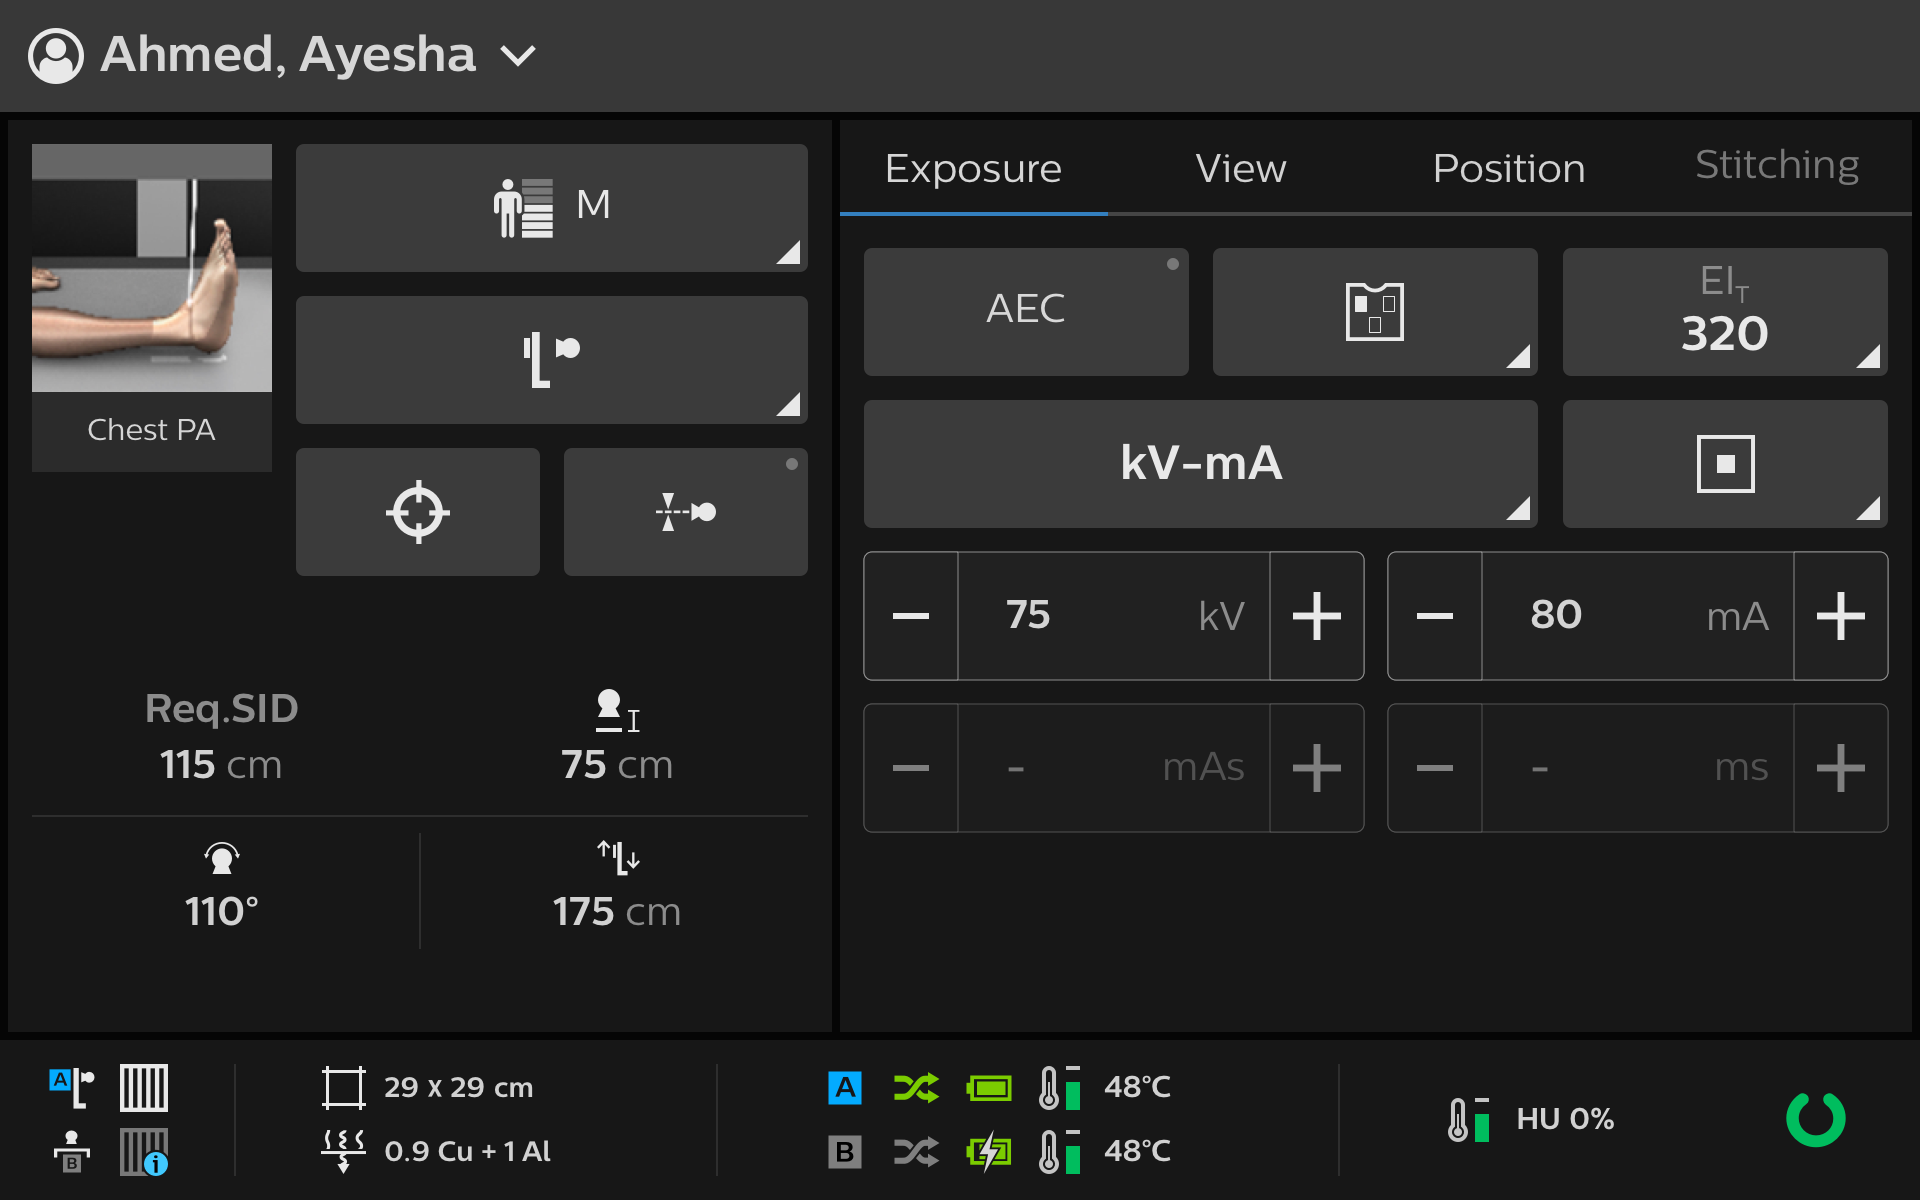 Ahmed, Ayesha
M
Chest PA
Req.SID
115 cm
75 cm
110°
175 cm
Exposure View Position Stitching
AEC
EIT
320
kV-mA
- 75 kV + - 80 mA +
- - mAs + - - ms +
A
B
i
29 x 29 cm
0.9 Cu + 1 Al
A 48°C
B 48°C
HU 0%